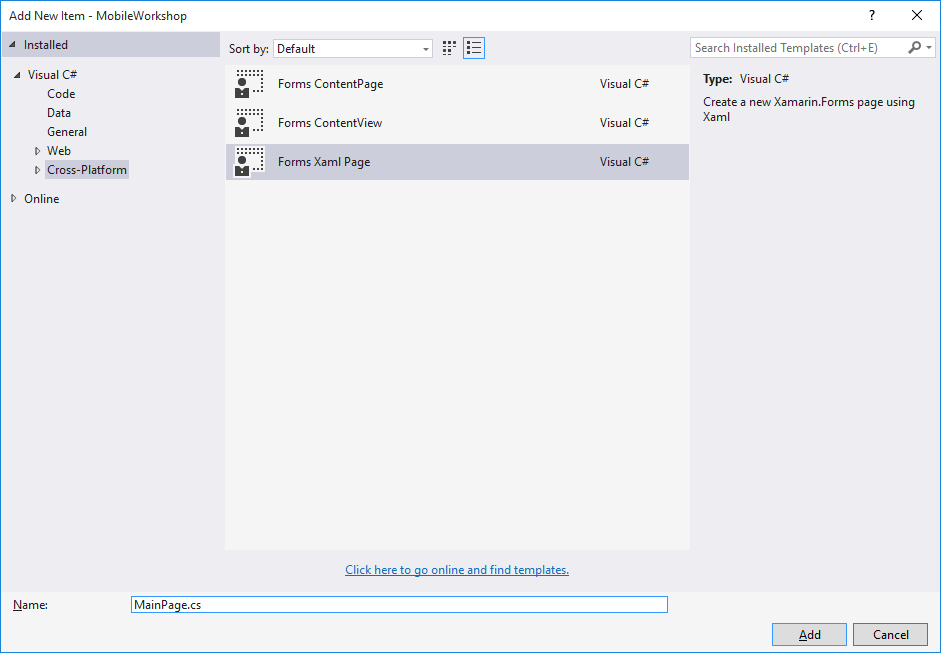 Add New Item - MobileWorkshop
?
Installed
Sort by: Default
Search Installed Templates (Ctrl+E)
Visual C#
Code
Data
General
Web
Cross-Platform
Online
Forms ContentPage Visual C#
Forms ContentView Visual C#
Forms Xaml Page Visual C#
Type: Visual C#
Create a new Xamarin.Forms page using
Xaml
Click here to go online and find templates.
Name: MainPage.cs
Add
Cancel